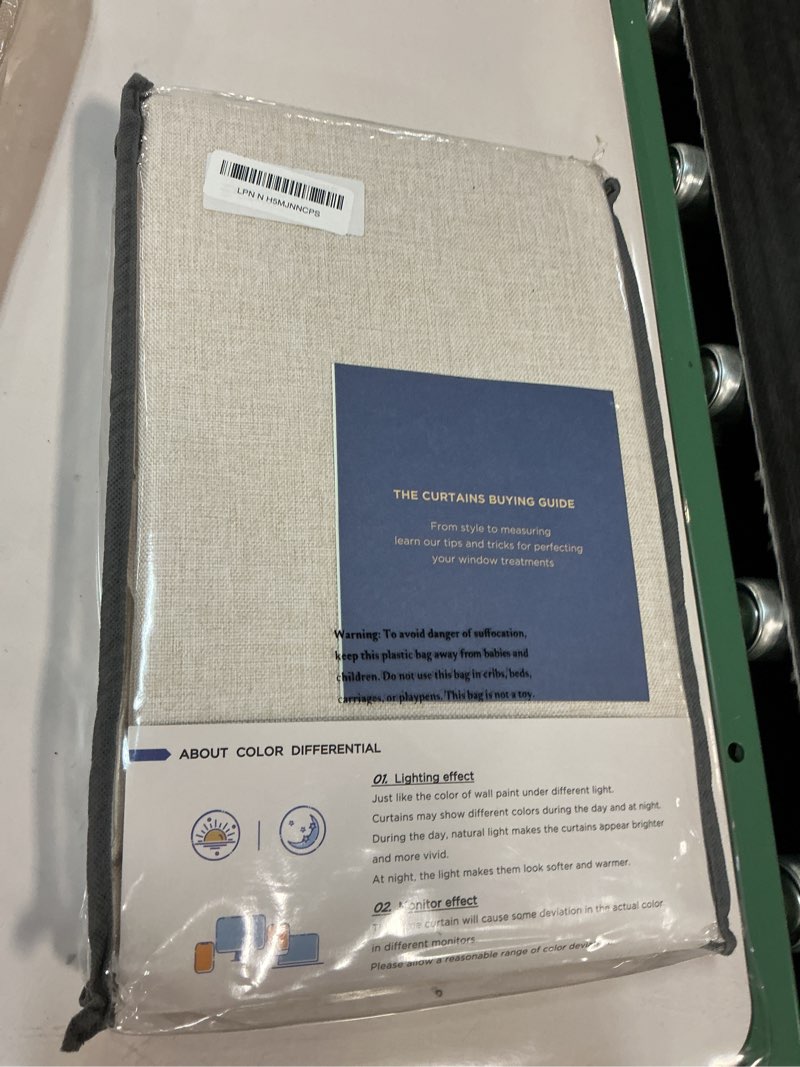 LPN N H5MJNNCPS
THE CURTAINS BUYING GUIDE
From style to measuring
learn our tips and tricks for perfecting
your window treatments
Warning: To avoid danger of suffocation,
keep this plastic bag away from babies and
children. Do not use this bag in cribs, beds,
carriages, or playpens. This bag is not a toy.
ABOUT COLOR DIFFERENTIAL
01. Lighting effect
Just like the color of wall paint under different light.
Curtains may show different colors during the day and at night.
During the day, natural light makes the curtains appear brighter
and more vivid.
At night, the light makes them look softer and warmer.
02. Monitor effect
curtain will cause some deviation in the actual color
in different monitors
Please allow a reasonable range of color